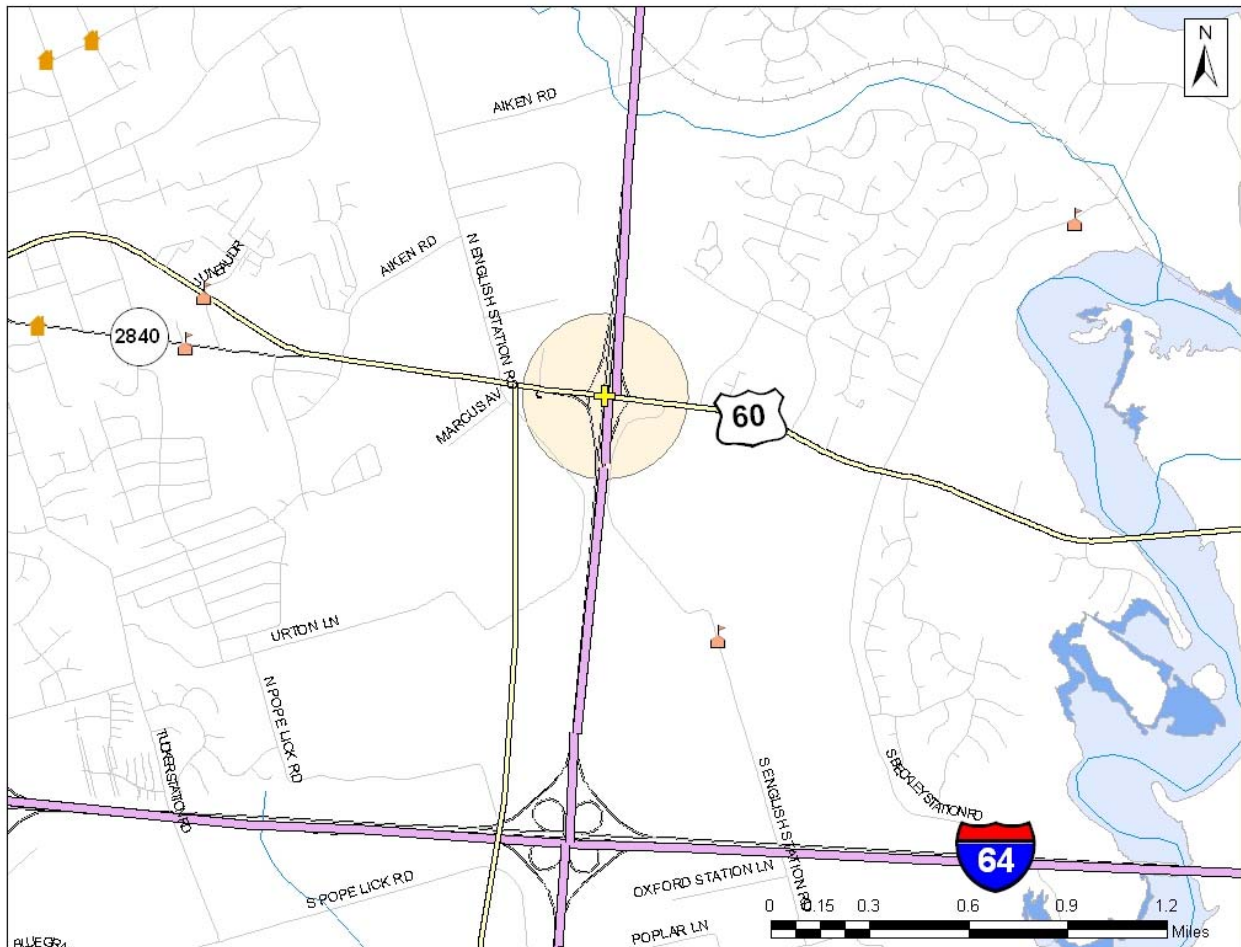 N
AIKEN RD
JUNEAU DR
AIKEN RD
N ENGLISH STATION RD
2840
MARCUS AV
60
URTON LN
N POPE LICK RD
TUCKER STATION RD
S ENGLISH STATION RD
S BECKLEY STATION RD
64
S POPE LICK RD
OXFORD STATION LN
POPLAR LN
0 0.15 0.3 0.6 0.9 1.2
Miles